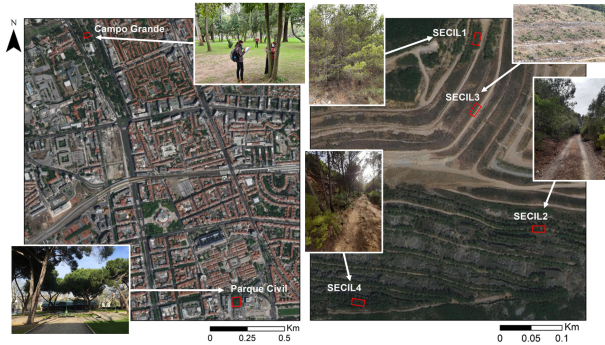 N
Campo Grande
SECIL1
SECIL3
SECIL2
SECIL4
Parque Civil
Km
0 0.25 0.5
Km
0 0.05 0.1